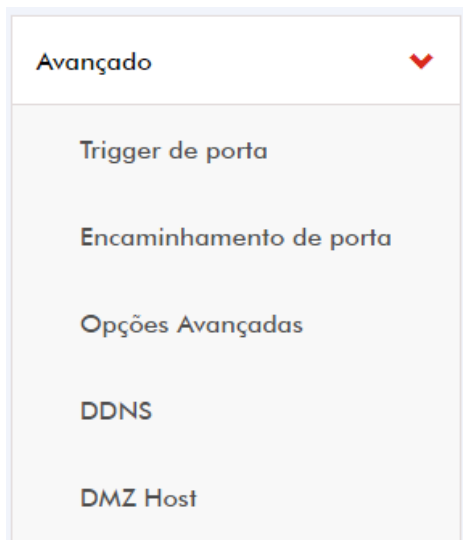 Avançado
Trigger de porta
Encaminhamento de porta
Opções Avançadas
DDNS
DMZ Host